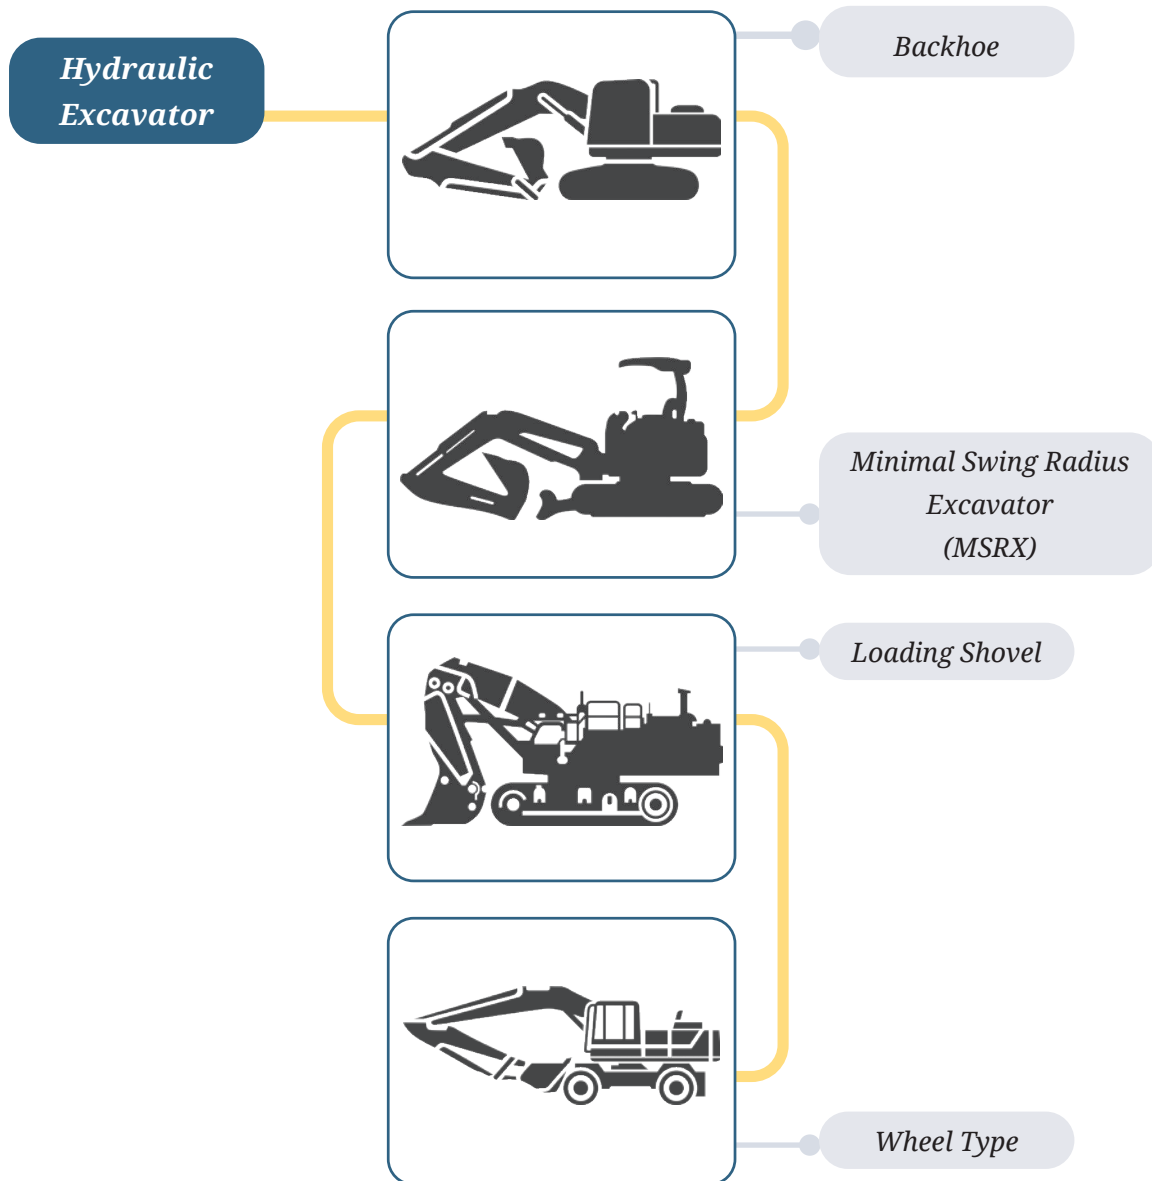 Hydraulic
Excavator
Backhoe
Minimal Swing Radius
Excavator
(MSRX)
Loading Shovel
Wheel Type